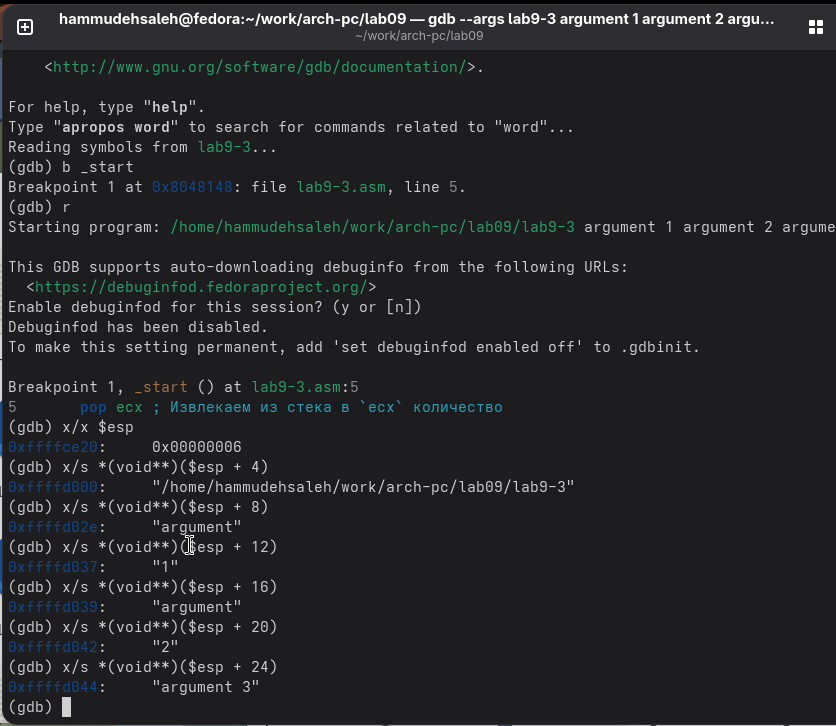 hammudehsaleh@fedora:~/work/arch-pc/lab09 — gdb --args lab9-3 argument 1 argument 2 argu...
~/work/arch-pc/lab09
<http://www.gnu.org/software/gdb/documentation/>.
For help, type "help".
Type "apropos word" to search for commands related to "word"...
Reading symbols from lab9-3...
(gdb) b _start
Breakpoint 1 at 0x8048148: file lab9-3.asm, line 5.
(gdb) r
Starting program: /home/hammudehsaleh/work/arch-pc/lab09/lab9-3 argument 1 argument 2 argume
This GDB supports auto-downloading debuginfo from the following URLs:
<https://debuginfod.fedoraproject.org/>
Enable debuginfod for this session? (y or [n])
Debuginfod has been disabled.
To make this setting permanent, add 'set debuginfod enabled off' to .gdbinit.
Breakpoint 1, _start () at lab9-3.asm:5
5 pop ecx ; Извлекаем из стека в `ecx` количество
(gdb) x/x $esp
0xffffce20: 0x00000006
(gdb) x/s *(void**)($esp + 4)
0xffffd000: "/home/hammudehsaleh/work/arch-pc/lab09/lab9-3"
(gdb) x/s *(void**)($esp + 8)
0xffffd02e: "argument"
(gdb) x/s *(void**)($esp + 12)
0xffffd037: "1"
(gdb) x/s *(void**)($esp + 16)
0xffffd039: "argument"
(gdb) x/s *(void**)($esp + 20)
0xffffd042: "2"
(gdb) x/s *(void**)($esp + 24)
0xffffd044: "argument 3"
(gdb)